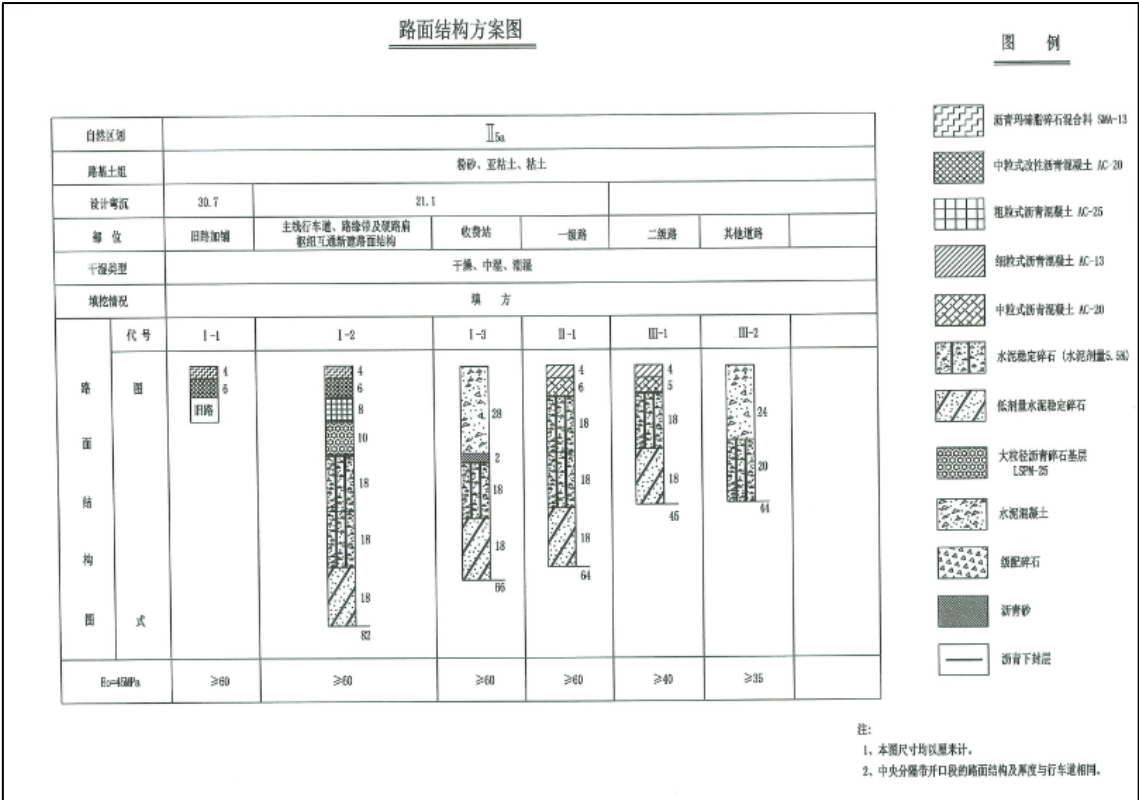 路面结构方案图
图 例
自然区划 Ⅱ5a
路基土组 粉砂、亚粘土、粘土
设计弯沉 30.7 21.1
部 位 旧路加铺 主线行车道、路缘带及硬路肩 收费站 一级路 二级路 其他道路
枢纽互通新建路面结构
干湿类型 干燥、中湿、潮湿
填挖情况 填 方
代 号 Ⅰ-1 Ⅰ-2 Ⅰ-3 Ⅱ-1 Ⅲ-1 Ⅲ-2
路 面 结 构 图
图 式
4
6
旧路
4
6
8
10
18
18
18
82
28
2
18
18
66
4
6
18
18
18
64
4
5
18
18
45
24
20
44
E₀=45MPa ≥60 ≥60 ≥60 ≥60 ≥40 ≥35
沥青玛蹄脂碎石混合料 SMA-13
中粒式改性沥青混凝土 AC-20
粗粒式沥青混凝土 AC-25
细粒式沥青混凝土 AC-13
中粒式沥青混凝土 AC-20
水泥稳定碎石 (水泥剂量5.5%)
低剂量水泥稳定碎石
大粒径沥青碎石基层
LSPM-25
水泥混凝土
级配碎石
沥青砂
沥青下封层
注:
1、本图尺寸均以厘米计。
2、中央分隔带开口段的路面结构及厚度与行车道相同。